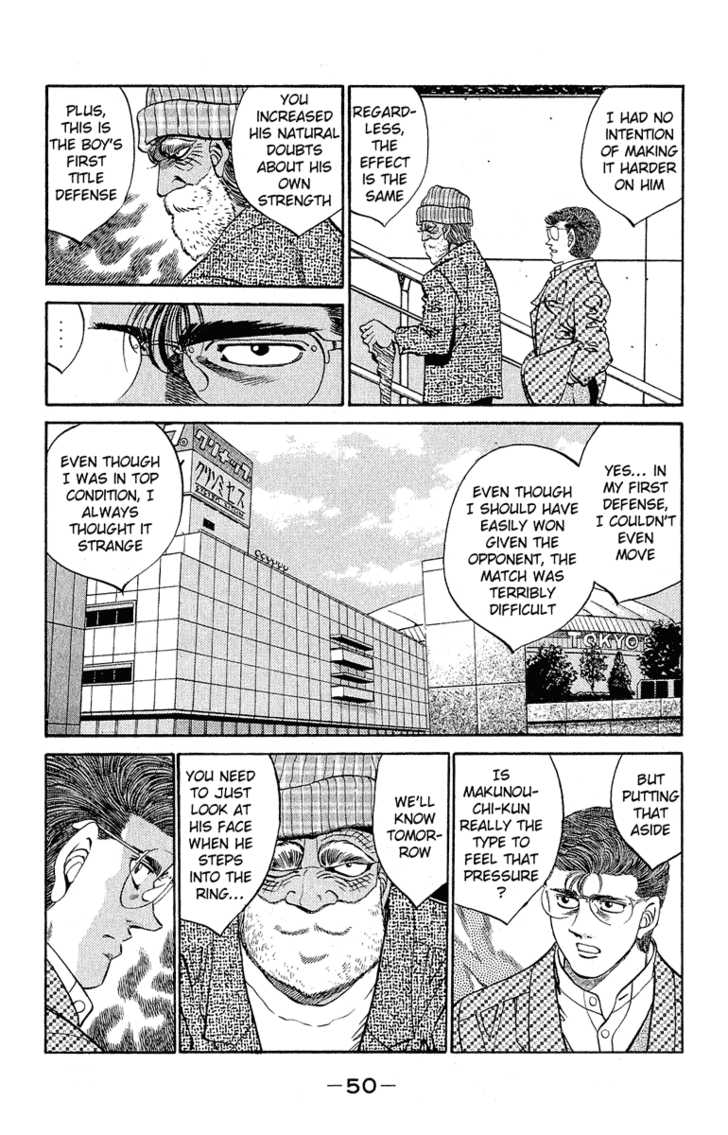 I HAD NO
INTENTION
OF MAKING
IT HARDER
ON HIM
REGARD-
LESS,
THE
EFFECT
IS THE
SAME
YOU
INCREASED
HIS NATURAL
DOUBTS
ABOUT HIS
OWN
STRENGTH
PLUS,
THIS IS
THE BOY'S
FIRST
TITLE
DEFENSE
...
YES... IN
MY FIRST
DEFENSE,
I COULDN'T
EVEN
MOVE
EVEN THOUGH
I SHOULD HAVE
EASILY WON
GIVEN THE
OPPONENT, THE
MATCH WAS
TERRIBLY
DIFFICULT
EVEN THOUGH
I WAS IN TOP
CONDITION, I
ALWAYS
THOUGHT IT
STRANGE
TOKYO
BUT
PUTTING
THAT
ASIDE
IS
MAKUNOU-
CHI-KUN
REALLY THE
TYPE TO
FEEL THAT
PRESSURE
?
WE'LL
KNOW
TOMOR-
ROW
YOU NEED
TO JUST
LOOK AT
HIS FACE
WHEN HE
STEPS
INTO THE
RING...
-50-